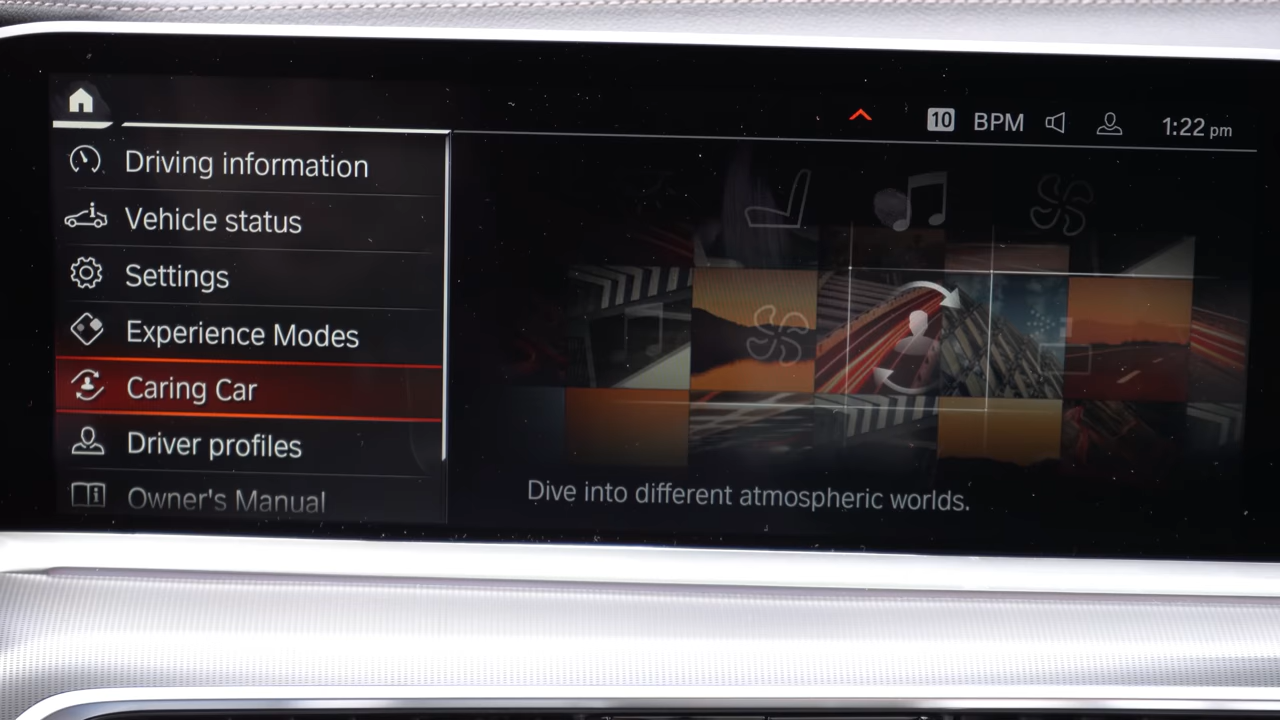 10 BPM 1:22 pm
Driving information
Vehicle status
Settings
Experience Modes
Caring Car
Driver profiles
Owner's Manual
Dive into different atmospheric worlds.